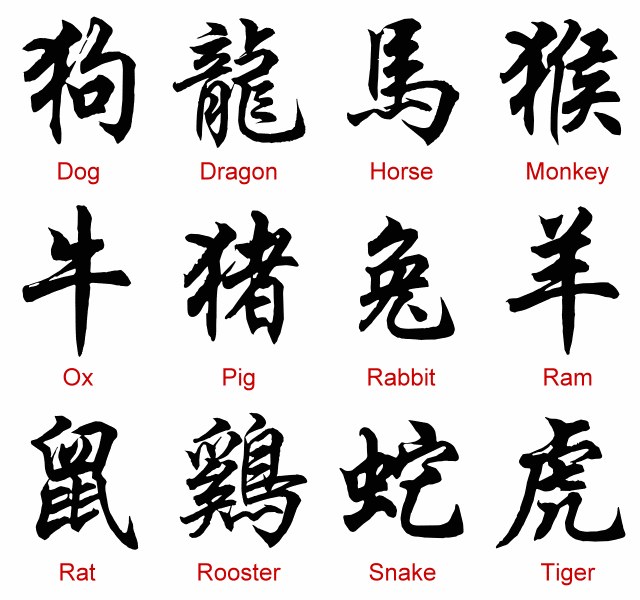 狗 龍 馬 猴
Dog Dragon Horse Monkey
牛 猪 兔 羊
Ox Pig Rabbit Ram
鼠 鷄 蛇 虎
Rat Rooster Snake Tiger